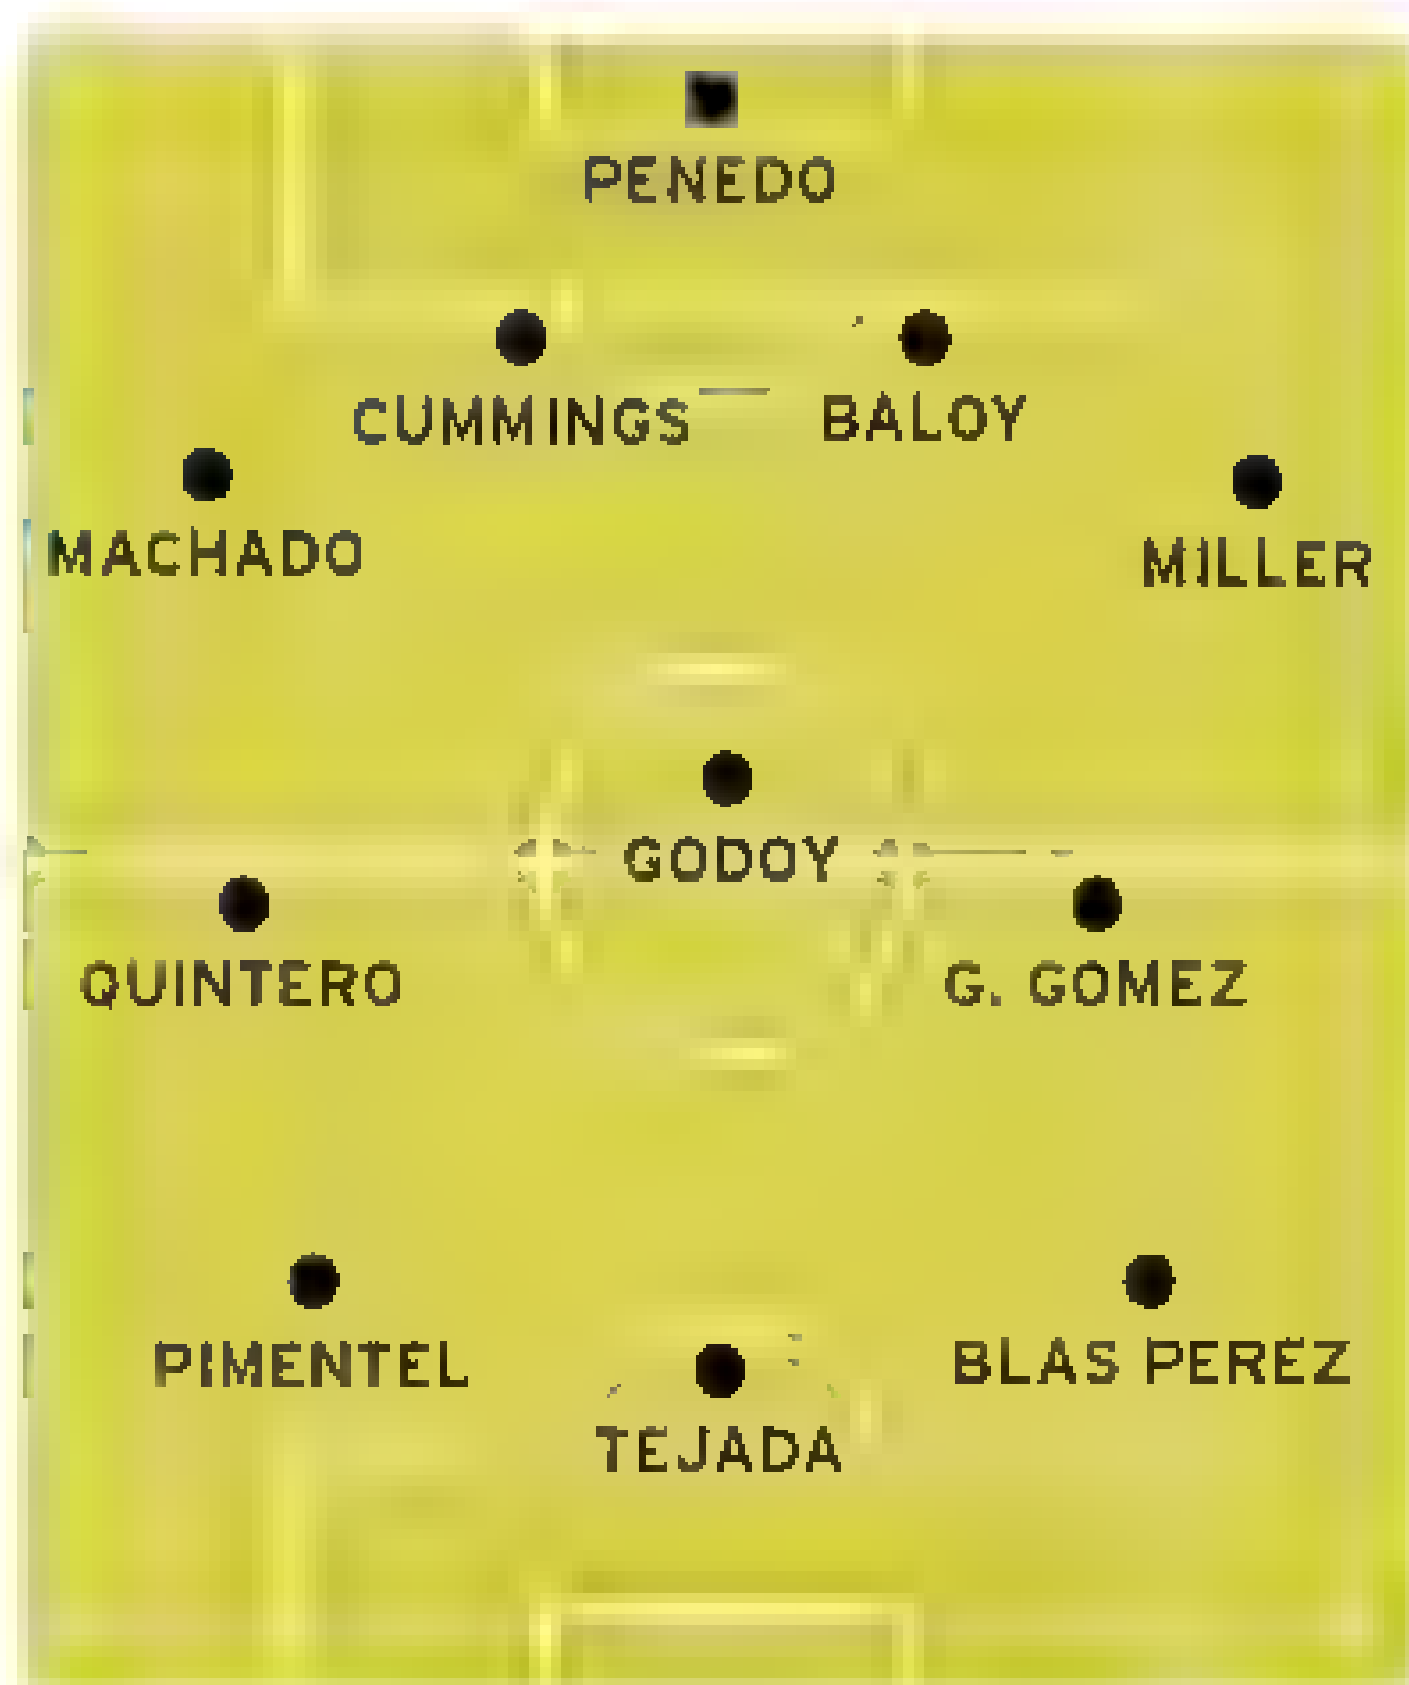 PENEDO
CUMMINGS
BALOY
MACHADO
MILLER
GODOY
QUINTERO
G. GOMEZ
PIMENTEL
BLAS PEREZ
TEJADA